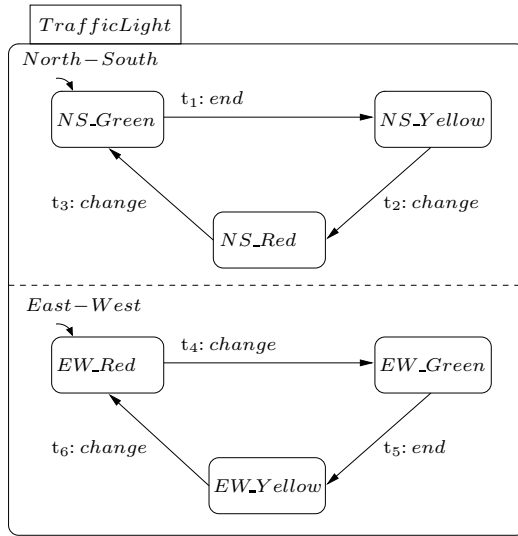 TrafficLight
North−South
t1: end
NS_Green
NS_Yellow
t3: change
t2: change
NS_Red
East−West
t4: change
EW_Red
EW_Green
t6: change
t5: end
EW_Yellow